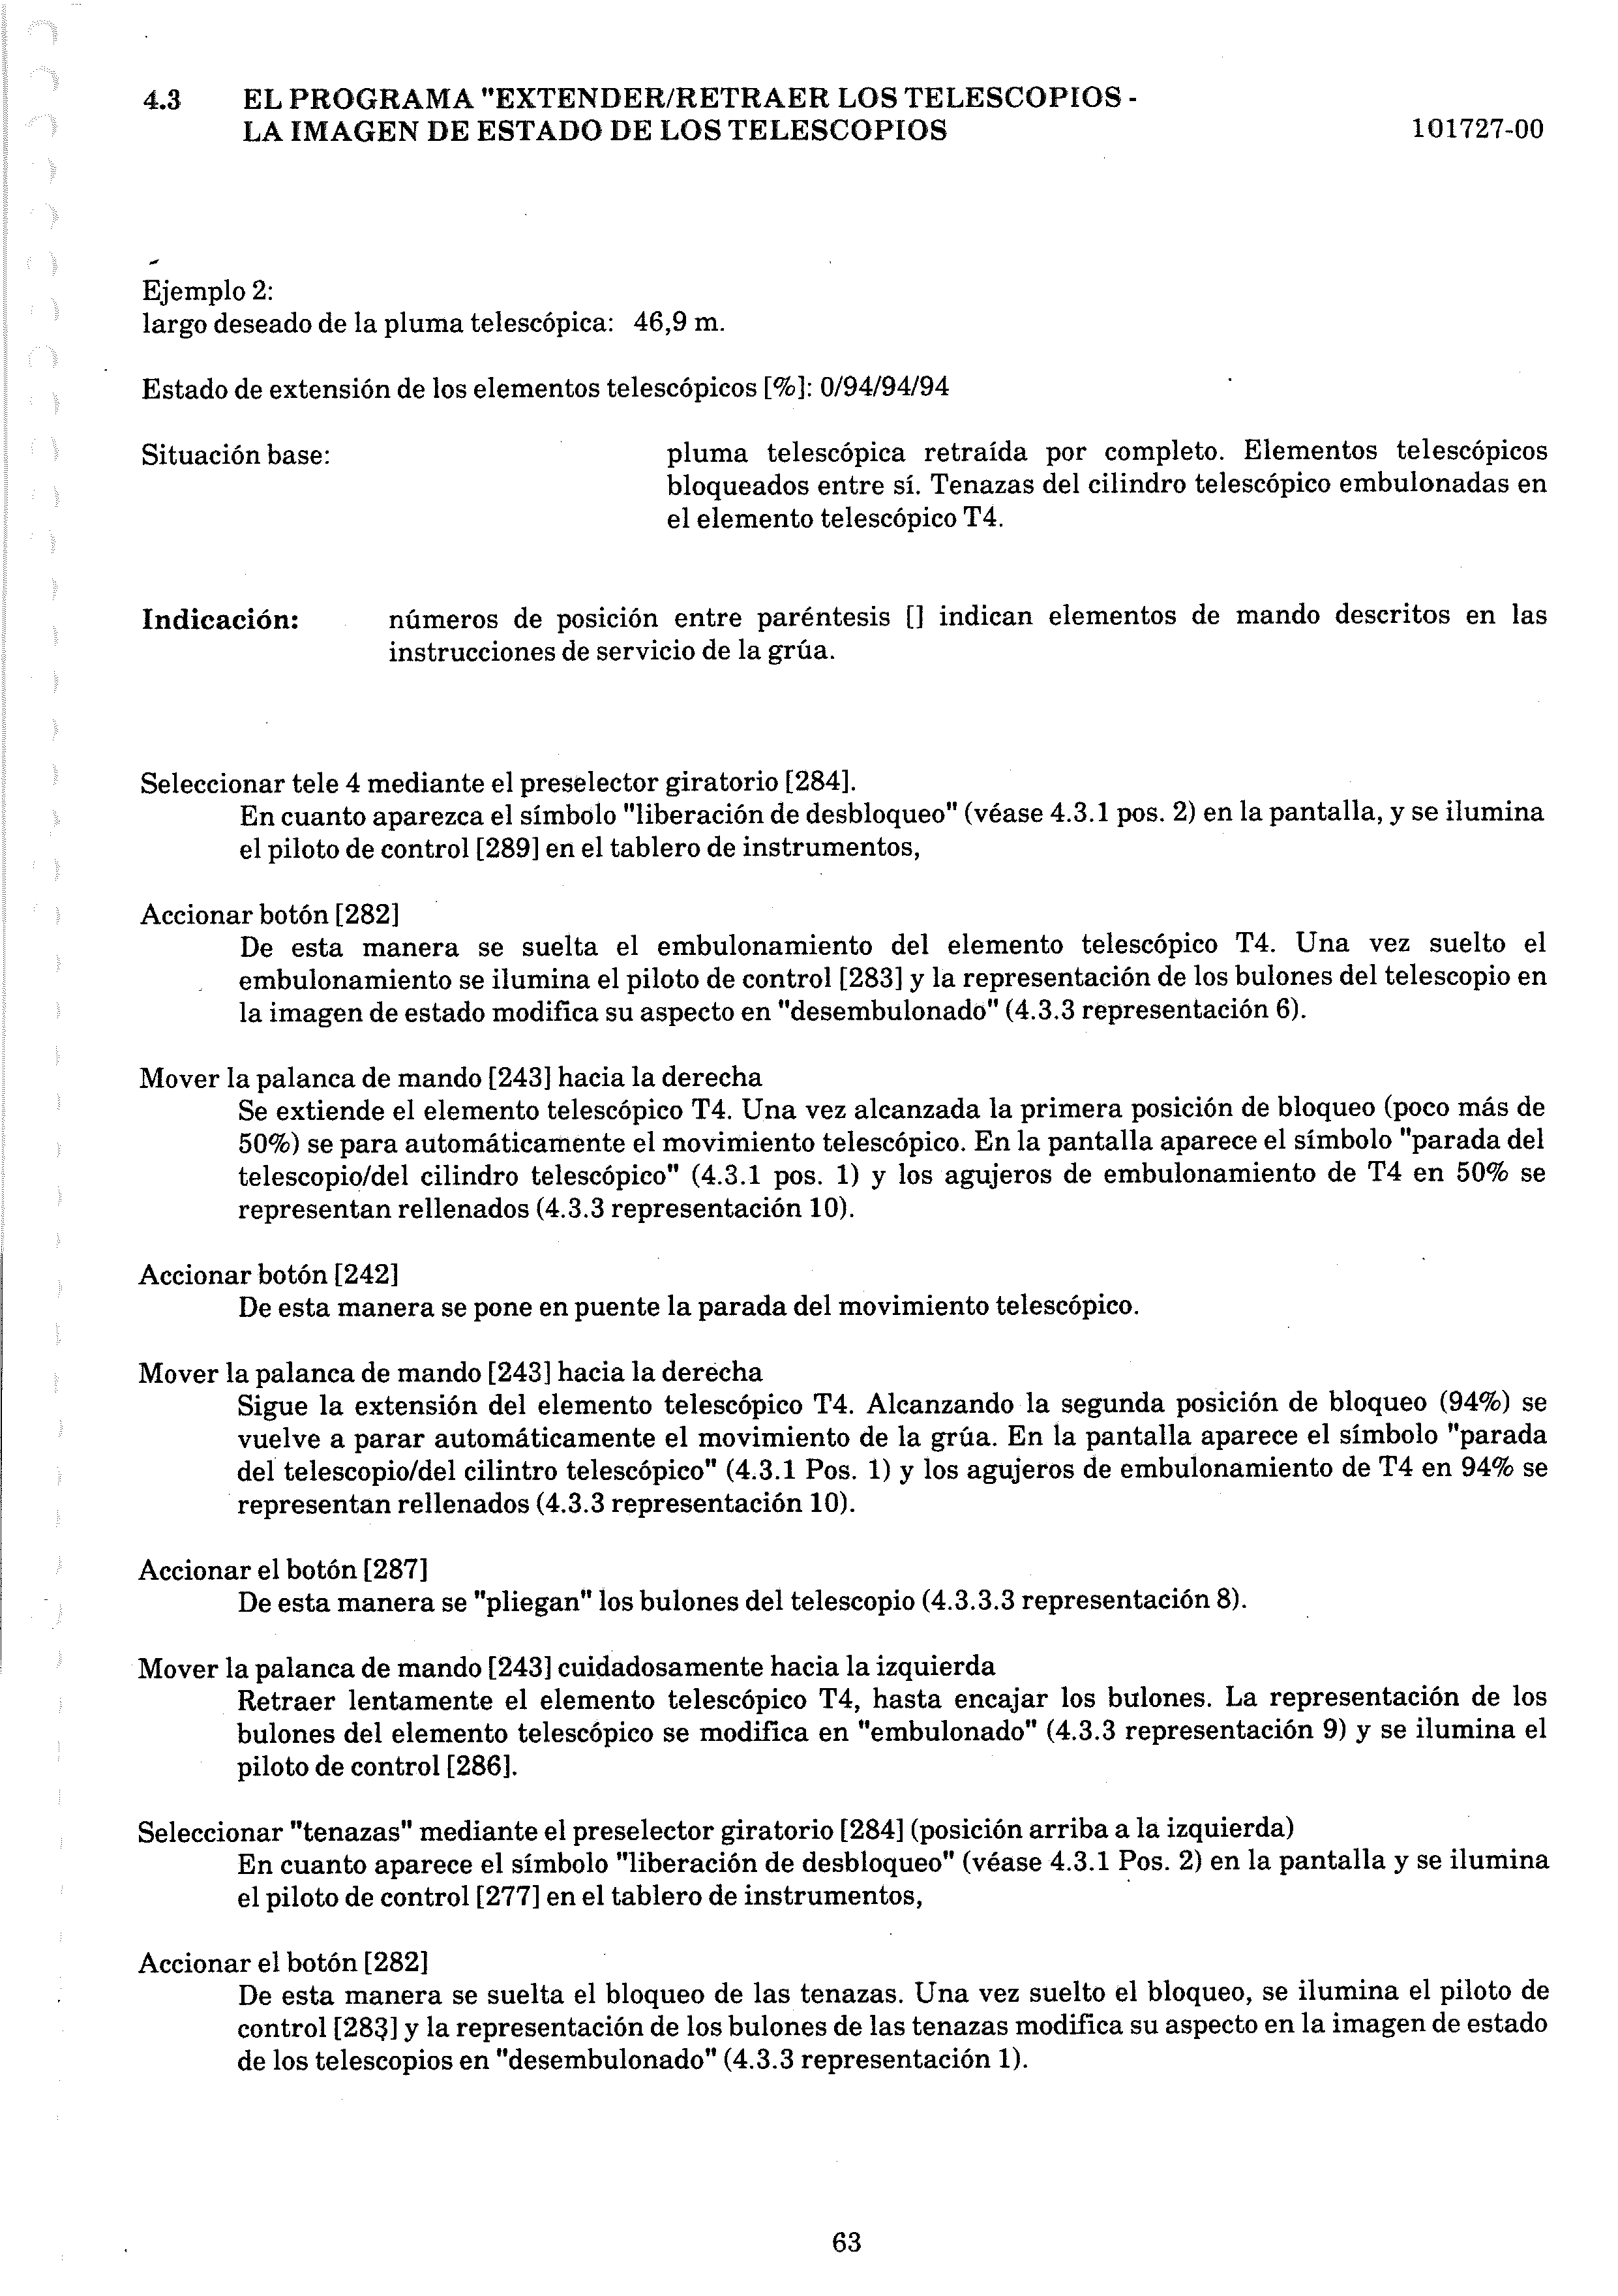 4.3 EL PROGRAMA "EXTENDER/RETRAER LOS TELESCOPIOS -
LA IMAGEN DE ESTADO DE LOS TELESCOPIOS 101727-00
Ejemplo 2:
largo deseado de la pluma telescópica: 46,9 m.
Estado de extensión de los elementos telescópicos [%]: 0/94/94/94
Situación base: pluma telescópica retraída por completo. Elementos telescópicos
bloqueados entre sí. Tenazas del cilindro telescópico embulonadas en
el elemento telescópico T4.
Indicación: números de posición entre paréntesis [] indican elementos de mando descritos en las
instrucciones de servicio de la grúa.
Seleccionar tele 4 mediante el preselector giratorio [284].
En cuanto aparezca el símbolo "liberación de desbloqueo" (véase 4.3.1 pos. 2) en la pantalla, y se ilumina
el piloto de control [289] en el tablero de instrumentos,
Accionar botón [282]
De esta manera se suelta el embulonamiento del elemento telescópico T4. Una vez suelto el
embulonamiento se ilumina el piloto de control [283] y la representación de los bulones del telescopio en
la imagen de estado modifica su aspecto en "desembulonado" (4.3.3 representación 6).
Mover la palanca de mando [243] hacia la derecha
Se extiende el elemento telescópico T4. Una vez alcanzada la primera posición de bloqueo (poco más de
50%) se para automáticamente el movimiento telescópico. En la pantalla aparece el símbolo "parada del
telescopio/del cilindro telescópico" (4.3.1 pos. 1) y los agujeros de embulonamiento de T4 en 50% se
representan rellenados (4.3.3 representación 10).
Accionar botón [242]
De esta manera se pone en puente la parada del movimiento telescópico.
Mover la palanca de mando [243] hacia la derecha
Sigue la extensión del elemento telescópico T4. Alcanzando la segunda posición de bloqueo (94%) se
vuelve a parar automáticamente el movimiento de la grúa. En la pantalla aparece el símbolo "parada
del telescopio/del cilintro telescópico" (4.3.1 Pos. 1) y los agujeros de embulonamiento de T4 en 94% se
representan rellenados (4.3.3 representación 10).
Accionar el botón [287]
De esta manera se "pliegan" los bulones del telescopio (4.3.3.3 representación 8).
Mover la palanca de mando [243] cuidadosamente hacia la izquierda
Retraer lentamente el elemento telescópico T4, hasta encajar los bulones. La representación de los
bulones del elemento telescópico se modifica en "embulonado" (4.3.3 representación 9) y se ilumina el
piloto de control [286].
Seleccionar "tenazas" mediante el preselector giratorio [284] (posición arriba a la izquierda)
En cuanto aparece el símbolo "liberación de desbloqueo" (véase 4.3.1 Pos. 2) en la pantalla y se ilumina
el piloto de control [277] en el tablero de instrumentos,
Accionar el botón [282]
De esta manera se suelta el bloqueo de las tenazas. Una vez suelto el bloqueo, se ilumina el piloto de
control [283] y la representación de los bulones de las tenazas modifica su aspecto en la imagen de estado
de los telescopios en "desembulonado" (4.3.3 representación 1).
63